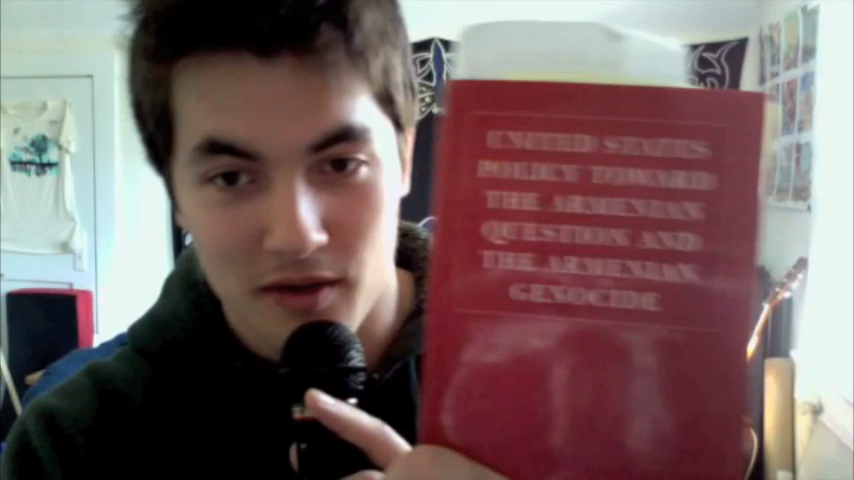 UNITED STATES
POLICY TOWARD
THE ARMENIAN
QUESTION AND
THE ARMENIAN
GENOCIDE